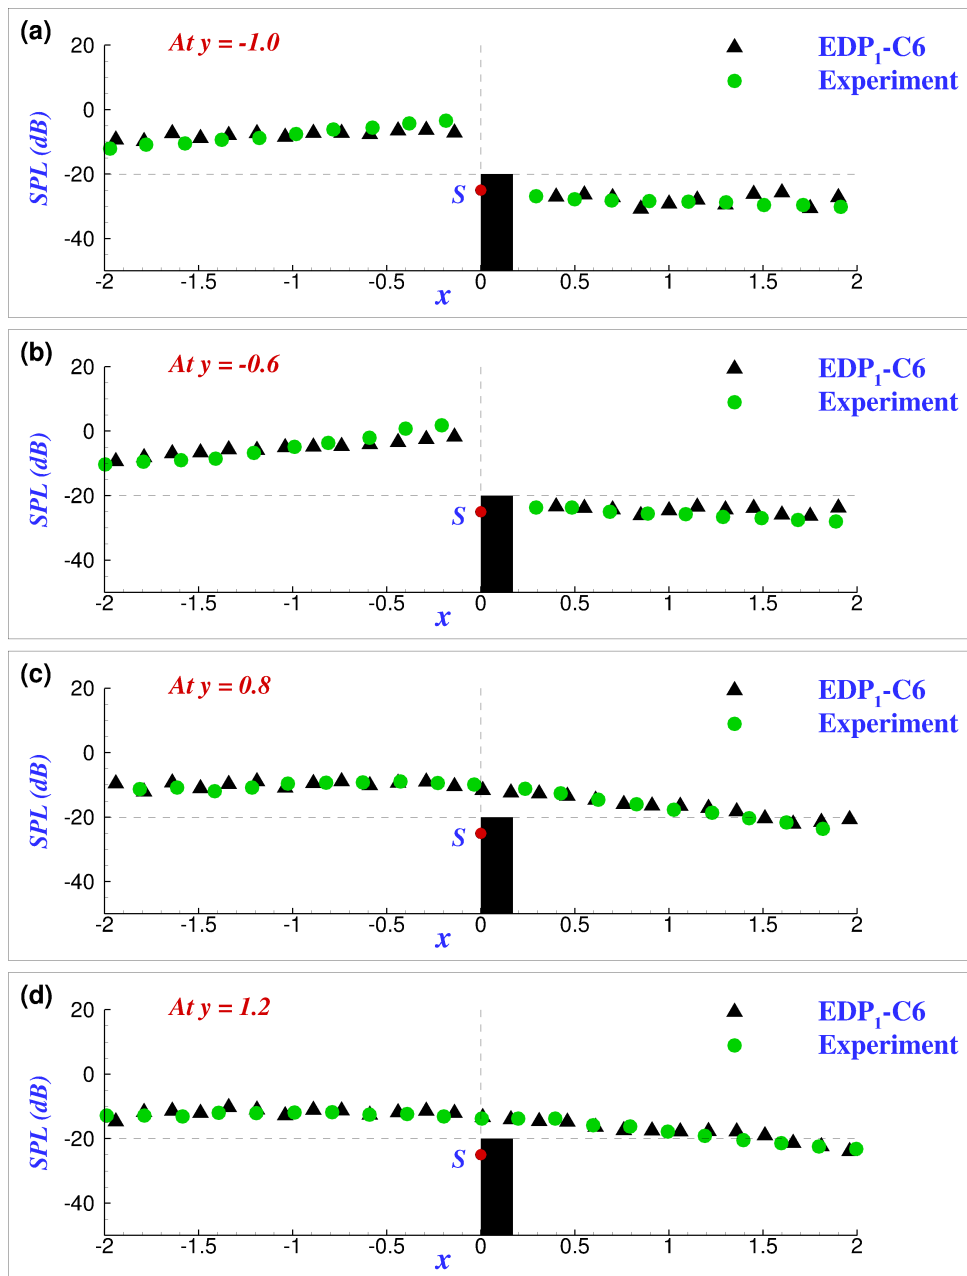 (a)
At y = -1.0
EDP1-C6
Experiment
SPL (dB)
20
0
-20
-40
S
-2 -1.5 -1 -0.5 0 0.5 1 1.5 2
x
(b)
At y = -0.6
EDP1-C6
Experiment
SPL (dB)
20
0
-20
-40
S
-2 -1.5 -1 -0.5 0 0.5 1 1.5 2
x
(c)
At y = 0.8
EDP1-C6
Experiment
SPL (dB)
20
0
-20
-40
S
-2 -1.5 -1 -0.5 0 0.5 1 1.5 2
x
(d)
At y = 1.2
EDP1-C6
Experiment
SPL (dB)
20
0
-20
-40
S
-2 -1.5 -1 -0.5 0 0.5 1 1.5 2
x